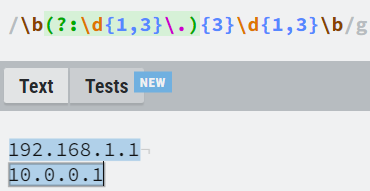 /\b(?:\d{1,3}\.){3}\d{1,3}\b/g
Text Tests NEW
192.168.1.1
10.0.0.1